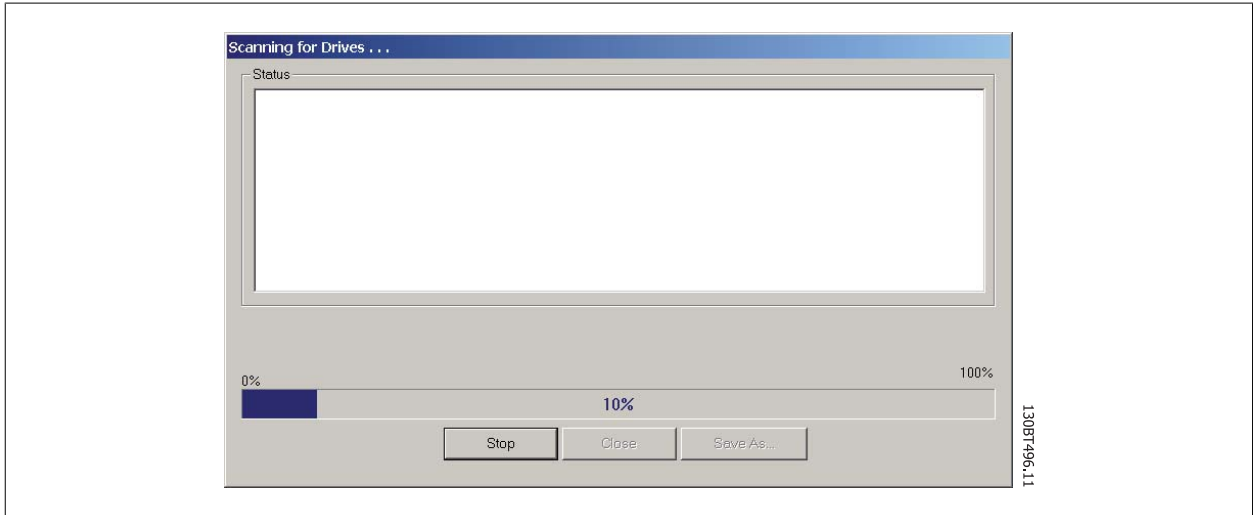 Scanning for Drives . . .
Status
0%
100%
10%
Stop
Close
Save As...
130BT496.11